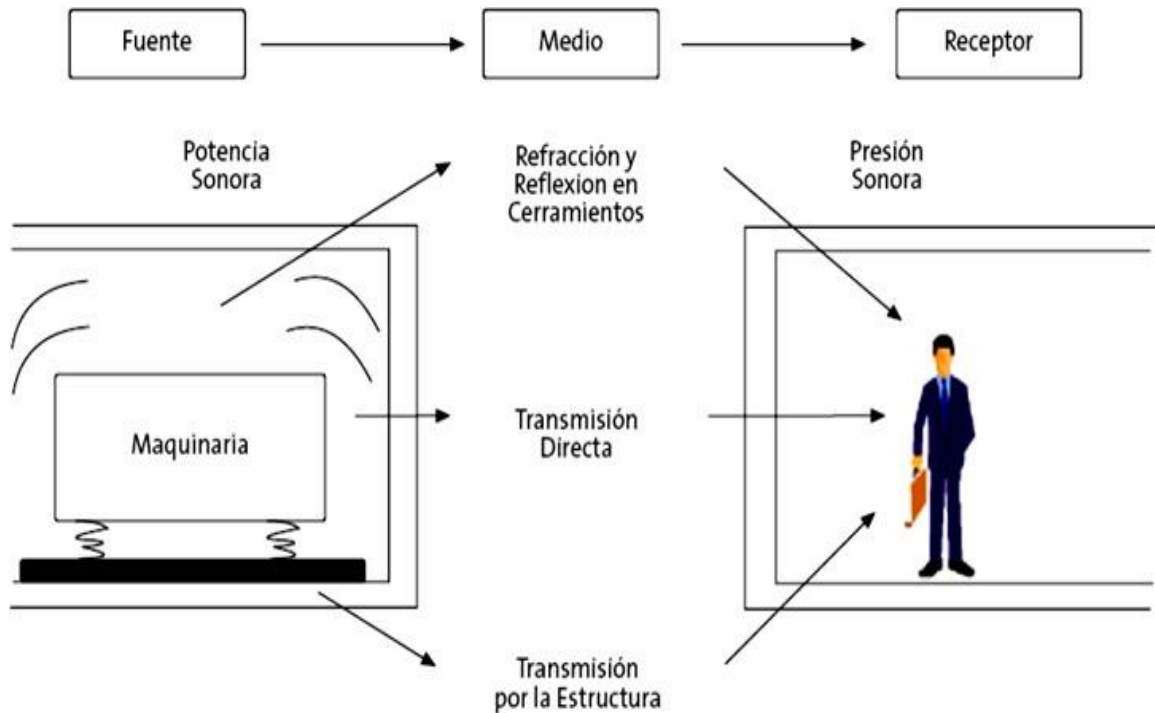 Fuente
Medio
Receptor
Potencia
Sonora
Refracción y
Reflexion en
Cerramientos
Presión
Sonora
Maquinaria
Transmisión
Directa
Transmisión
por la Estructura